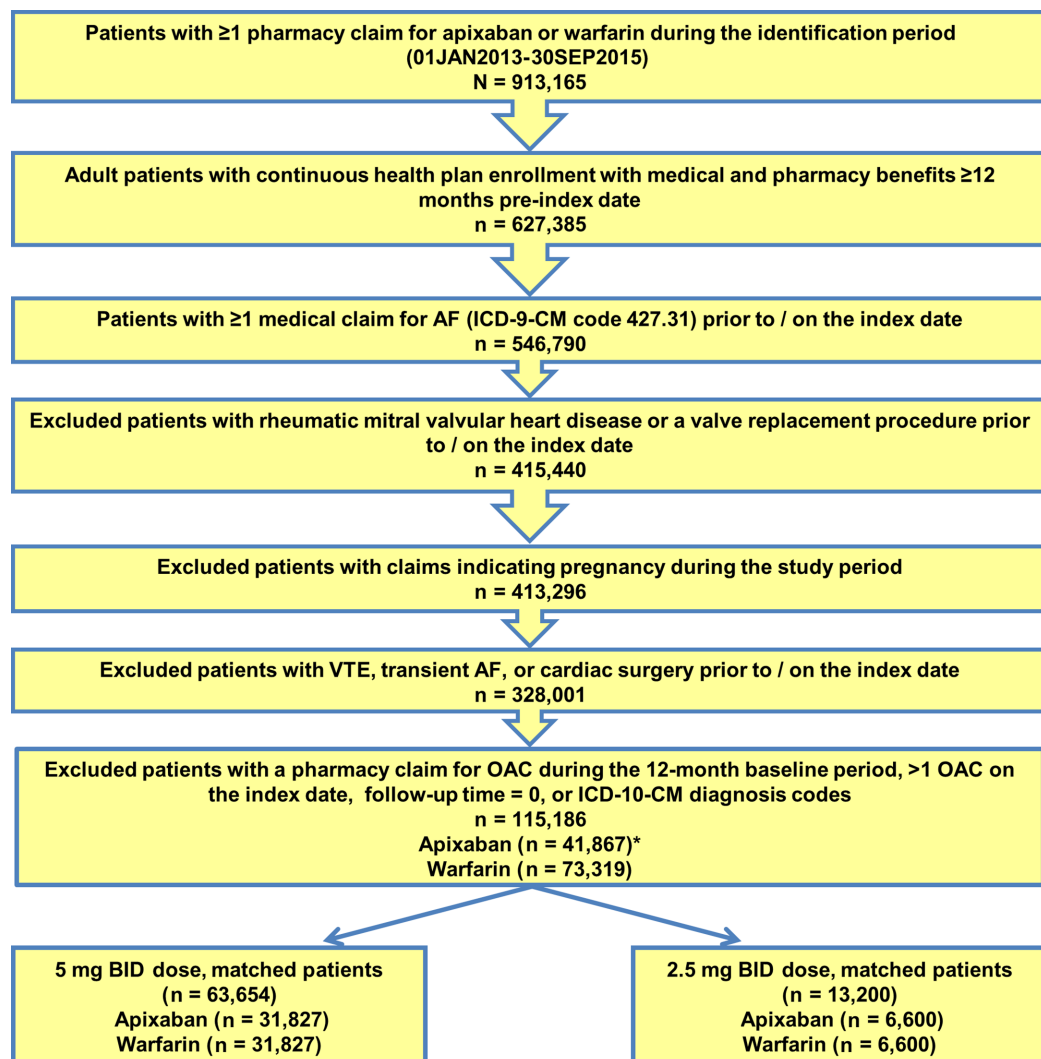 Patients with ≥1 pharmacy claim for apixaban or warfarin during the identification period
(01JAN2013-30SEP2015)
N = 913,165
Adult patients with continuous health plan enrollment with medical and pharmacy benefits ≥12
months pre-index date
n = 627,385
Patients with ≥1 medical claim for AF (ICD-9-CM code 427.31) prior to / on the index date
n = 546,790
Excluded patients with rheumatic mitral valvular heart disease or a valve replacement procedure prior
to / on the index date
n = 415,440
Excluded patients with claims indicating pregnancy during the study period
n = 413,296
Excluded patients with VTE, transient AF, or cardiac surgery prior to / on the index date
n = 328,001
Excluded patients with a pharmacy claim for OAC during the 12-month baseline period, >1 OAC on
the index date, follow-up time = 0, or ICD-10-CM diagnosis codes
n = 115,186
Apixaban (n = 41,867)*
Warfarin (n = 73,319)
5 mg BID dose, matched patients
(n = 63,654)
Apixaban (n = 31,827)
Warfarin (n = 31,827)
2.5 mg BID dose, matched patients
(n = 13,200)
Apixaban (n = 6,600)
Warfarin (n = 6,600)